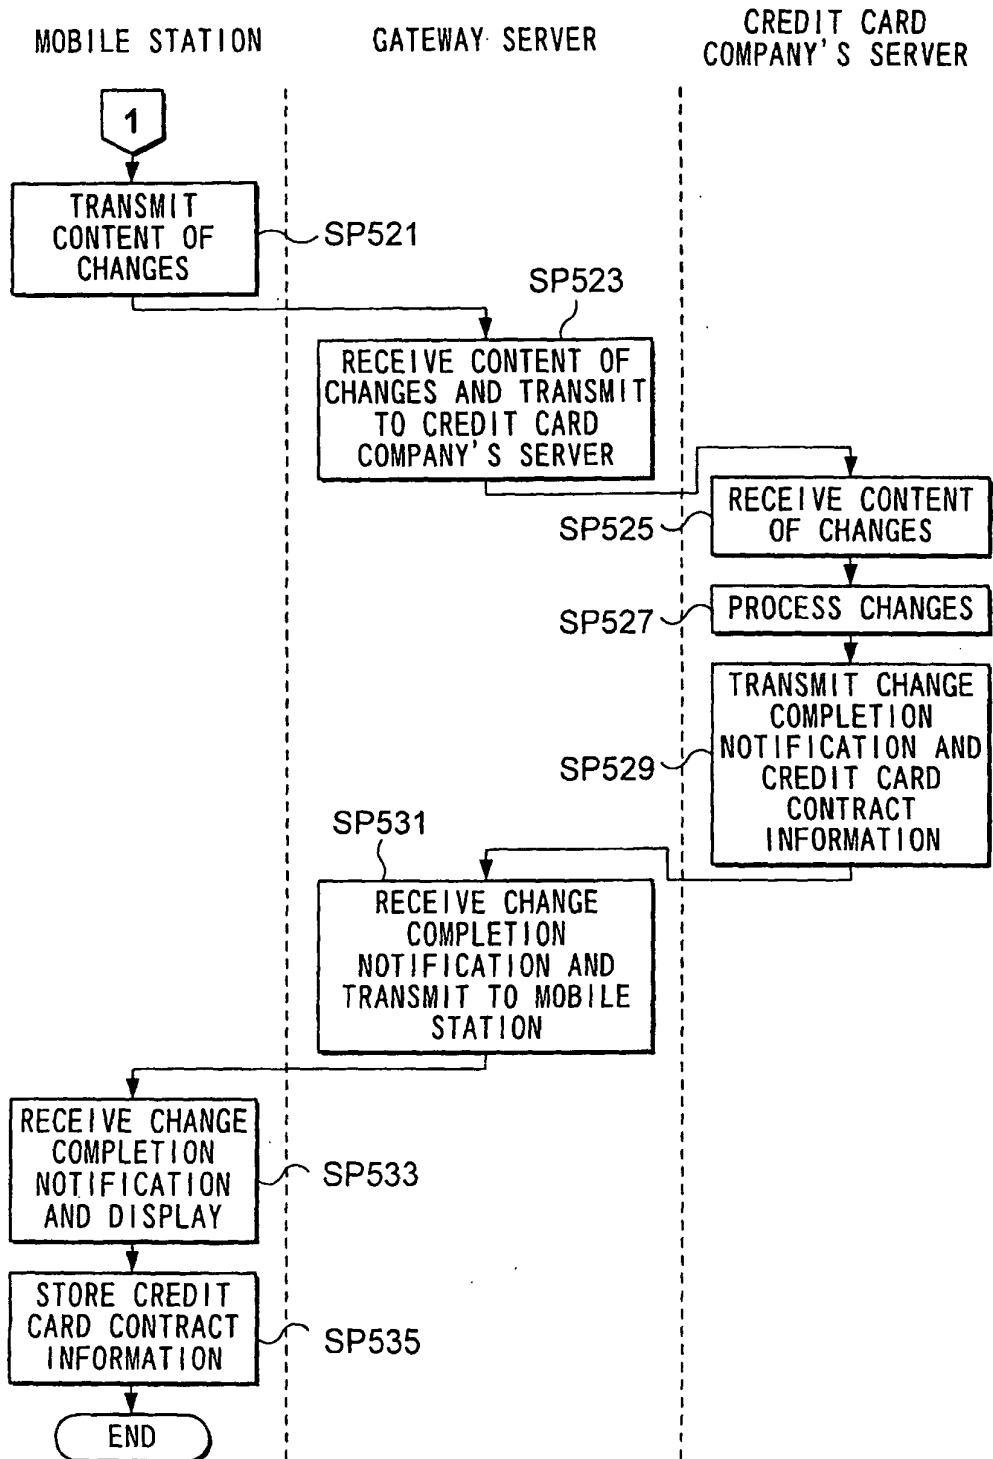 MOBILE STATION
GATEWAY SERVER
CREDIT CARD
COMPANY'S SERVER
1
TRANSMIT
CONTENT OF
CHANGES
SP521
SP523
RECEIVE CONTENT OF
CHANGES AND TRANSMIT
TO CREDIT CARD
COMPANY'S SERVER
RECEIVE CONTENT
OF CHANGES
SP525
PROCESS CHANGES
SP527
TRANSMIT CHANGE
COMPLETION
NOTIFICATION AND
CREDIT CARD
CONTRACT
INFORMATION
SP529
SP531
RECEIVE CHANGE
COMPLETION
NOTIFICATION AND
TRANSMIT TO MOBILE
STATION
RECEIVE CHANGE
COMPLETION
NOTIFICATION
AND DISPLAY
SP533
STORE CREDIT
CARD CONTRACT
INFORMATION
SP535
END